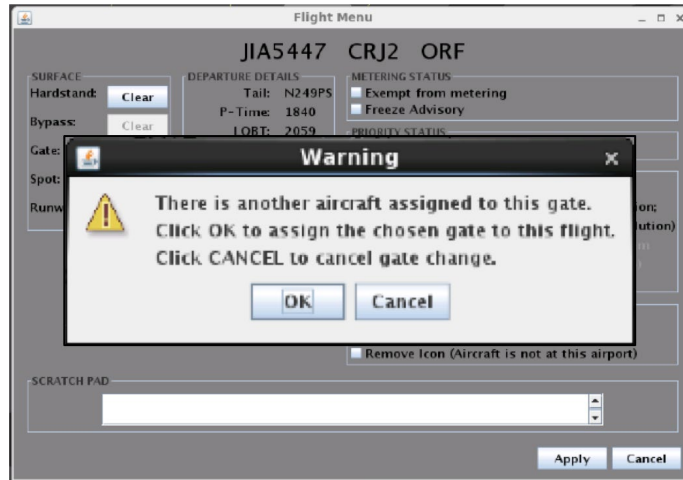 Flight Menu
JIA5447 CRJ2 ORF
SURFACE
Hardstand: Clear
Bypass: Clear
Gate:
Spot:
Runw
DEPARTURE DETAILS
Tail: N249PS
P-Time: 1840
LOBT: 2059
METERING STATUS
Exempt from metering
Freeze Advisory
PRIORITY STATUS
Warning
There is another aircraft assigned to this gate.
Click OK to assign the chosen gate to this flight.
Click CANCEL to cancel gate change.
OK Cancel
on;
lution)
Remove Icon (Aircraft is not at this airport)
SCRATCH PAD
Apply Cancel